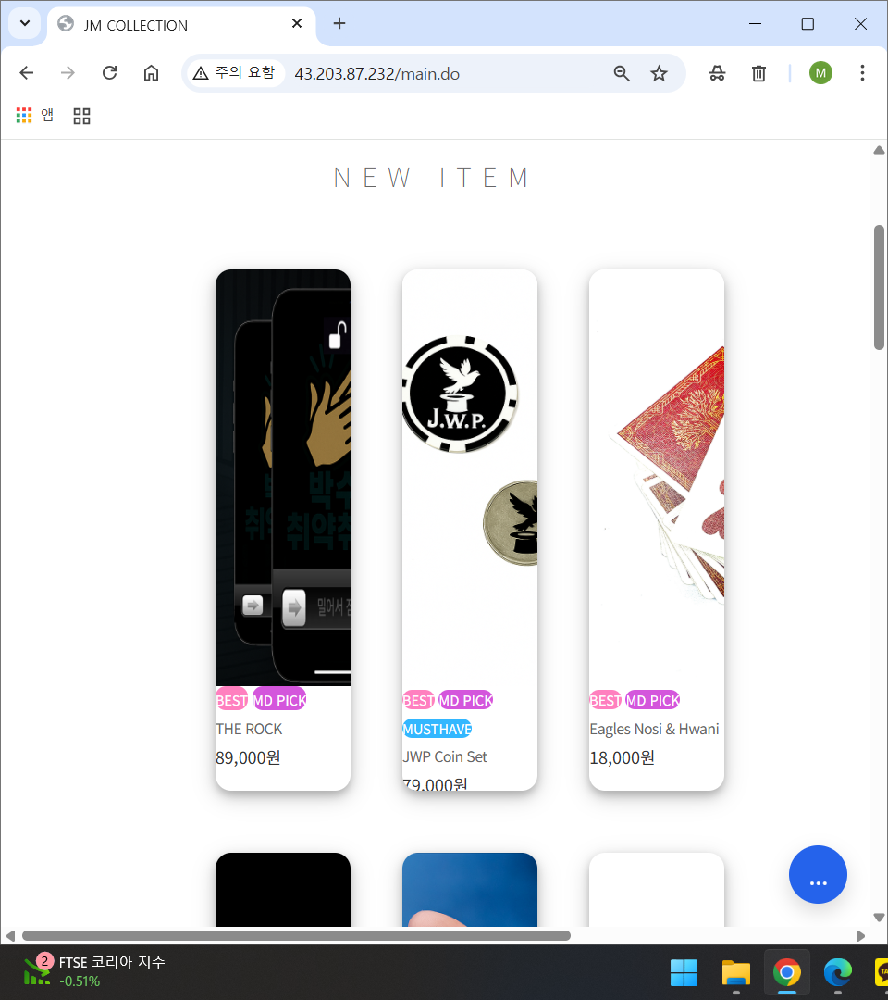 JM COLLECTION
주의 요함
43.203.87.232/main.do
M
앱
NEW ITEM
박수
취약
밀어서 잠
J.W.P.
BEST MD PICK
THE ROCK
89,000원
BEST MD PICK
MUSTHAVE
JWP Coin Set
79,000원
BEST MD PICK
Eagles Nosi & Hwani
18,000원
...
2
FTSE 코리아 지수
-0.51%